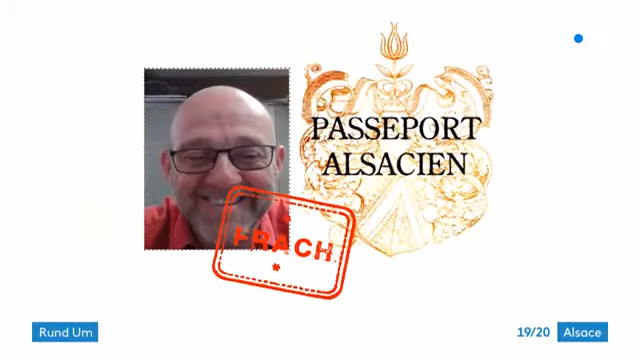 PASSEPORT
ALSACIEN
FRACH
Rund Um
19/20 Alsace